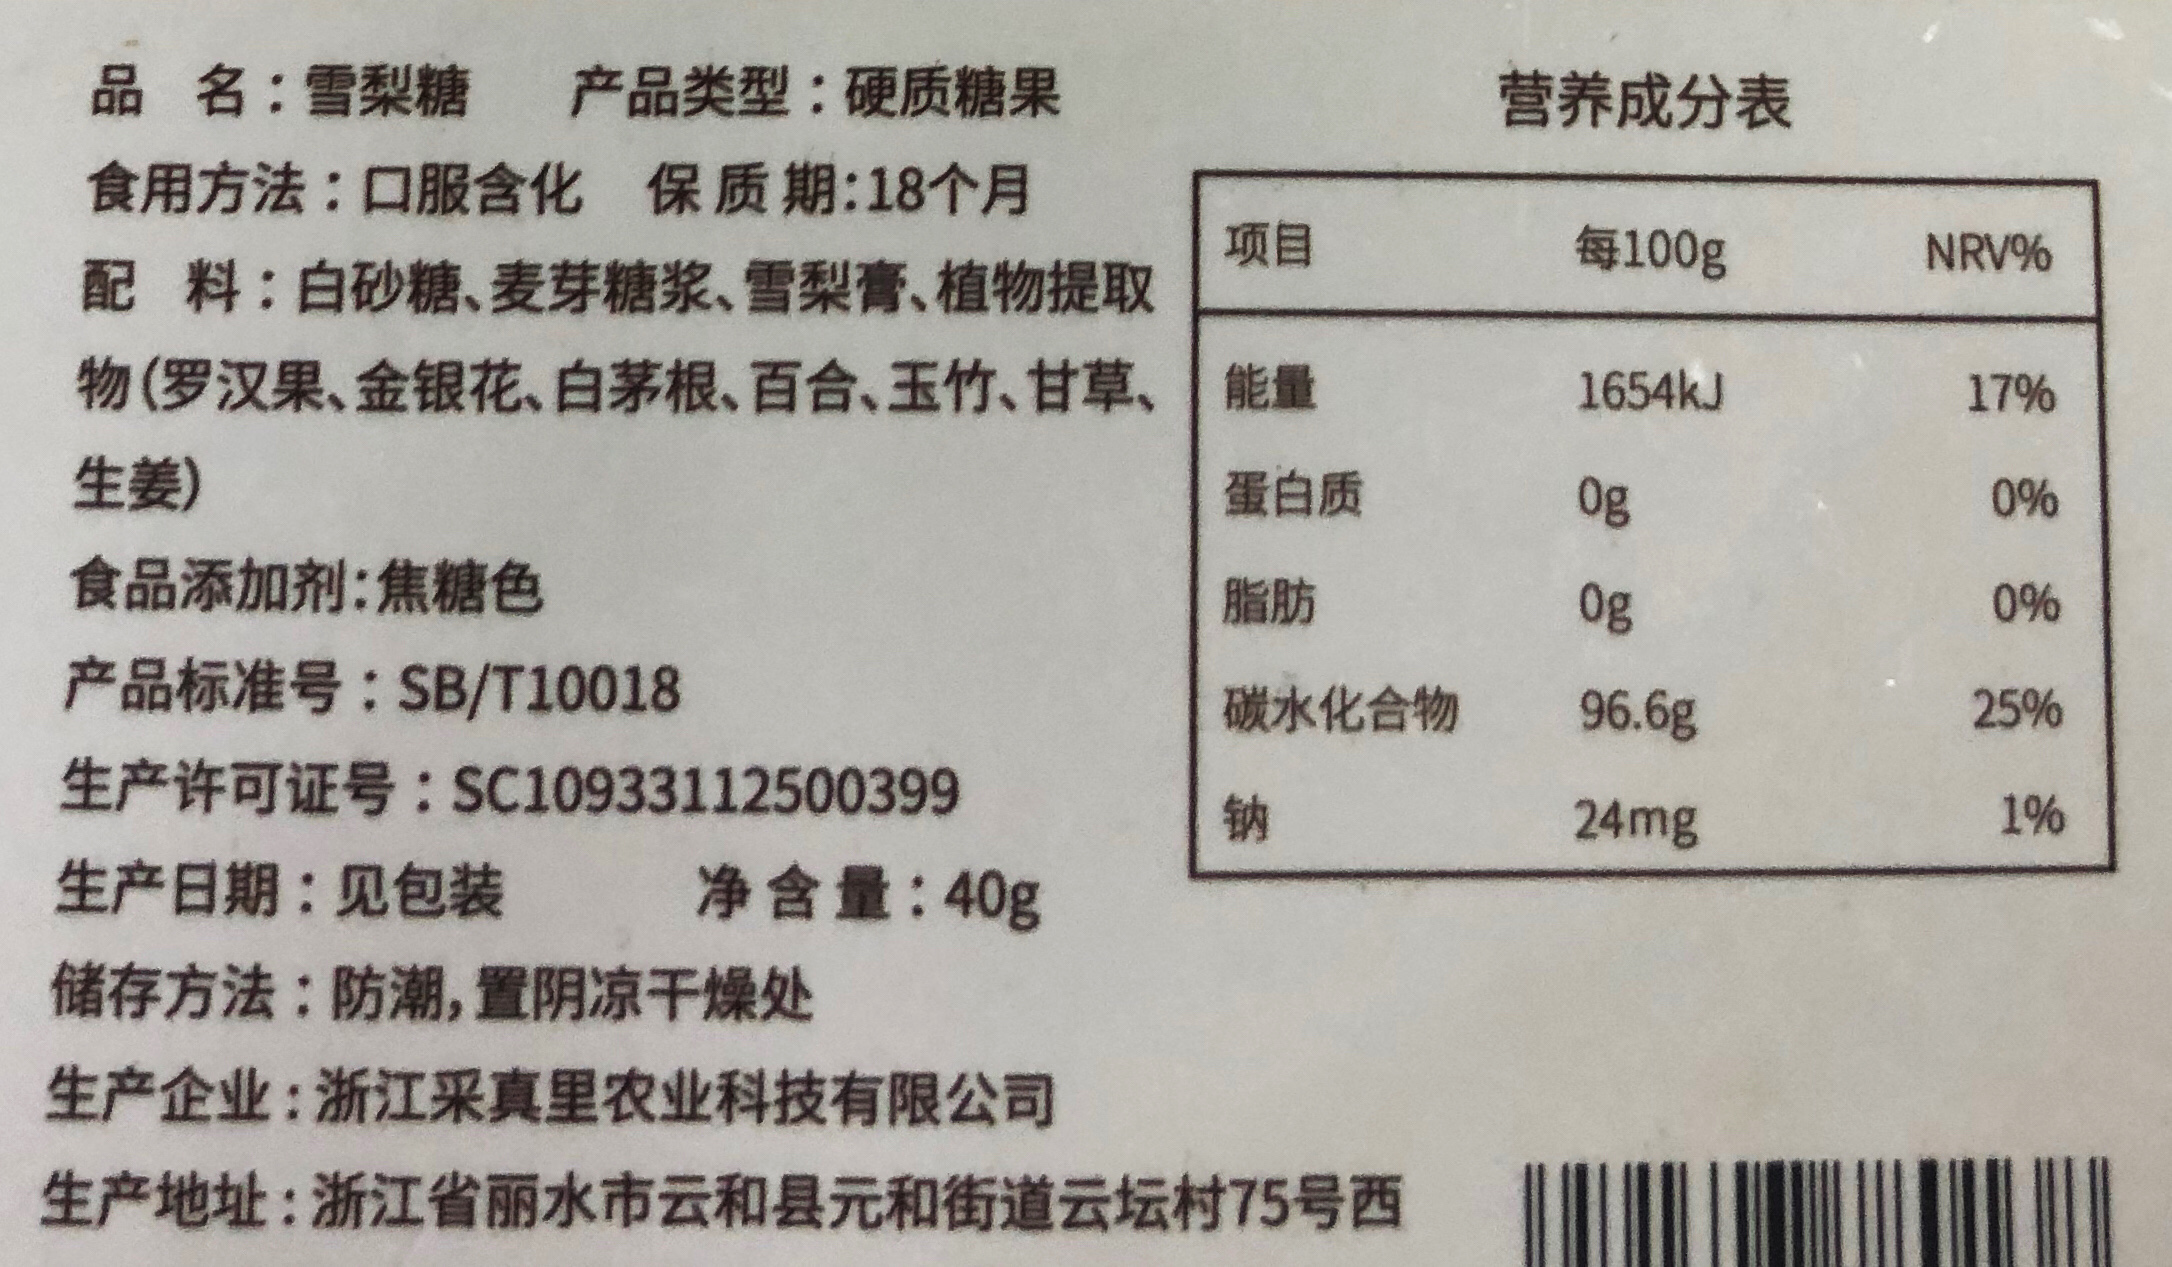 品 名：雪梨糖 产品类型：硬质糖果
食用方法：口服含化 保质期:18个月
配 料：白砂糖、麦芽糖浆、雪梨膏、植物提取
物(罗汉果、金银花、白茅根、百合、玉竹、甘草、
生姜)
食品添加剂:焦糖色
产品标准号：SB/T10018
生产许可证号：SC10933112500399
生产日期：见包装 净含量：40g
储存方法：防潮,置阴凉干燥处
生产企业:浙江采真里农业科技有限公司
生产地址:浙江省丽水市云和县元和街道云坛村75号西
营养成分表
项目 每100g NRV%
能量 1654kJ 17%
蛋白质 0g 0%
脂肪 0g 0%
碳水化合物 96.6g 25%
钠 24mg 1%